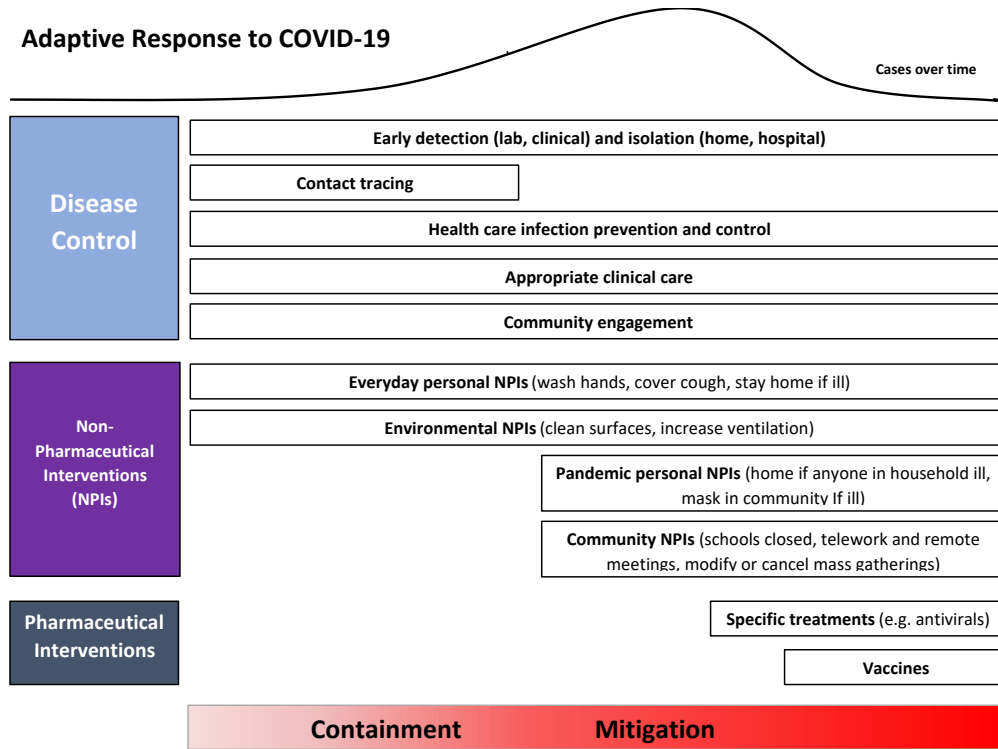 Adaptive Response to COVID-19
Cases over time
Disease
Control
Early detection (lab, clinical) and isolation (home, hospital)
Contact tracing
Health care infection prevention and control
Appropriate clinical care
Community engagement
Non-
Pharmaceutical
Interventions
(NPIs)
Everyday personal NPIs (wash hands, cover cough, stay home if ill)
Environmental NPIs (clean surfaces, increase ventilation)
Pandemic personal NPIs (home if anyone in household ill,
mask in community If ill)
Community NPIs (schools closed, telework and remote
meetings, modify or cancel mass gatherings)
Pharmaceutical
Interventions
Specific treatments (e.g. antivirals)
Vaccines
Containment Mitigation